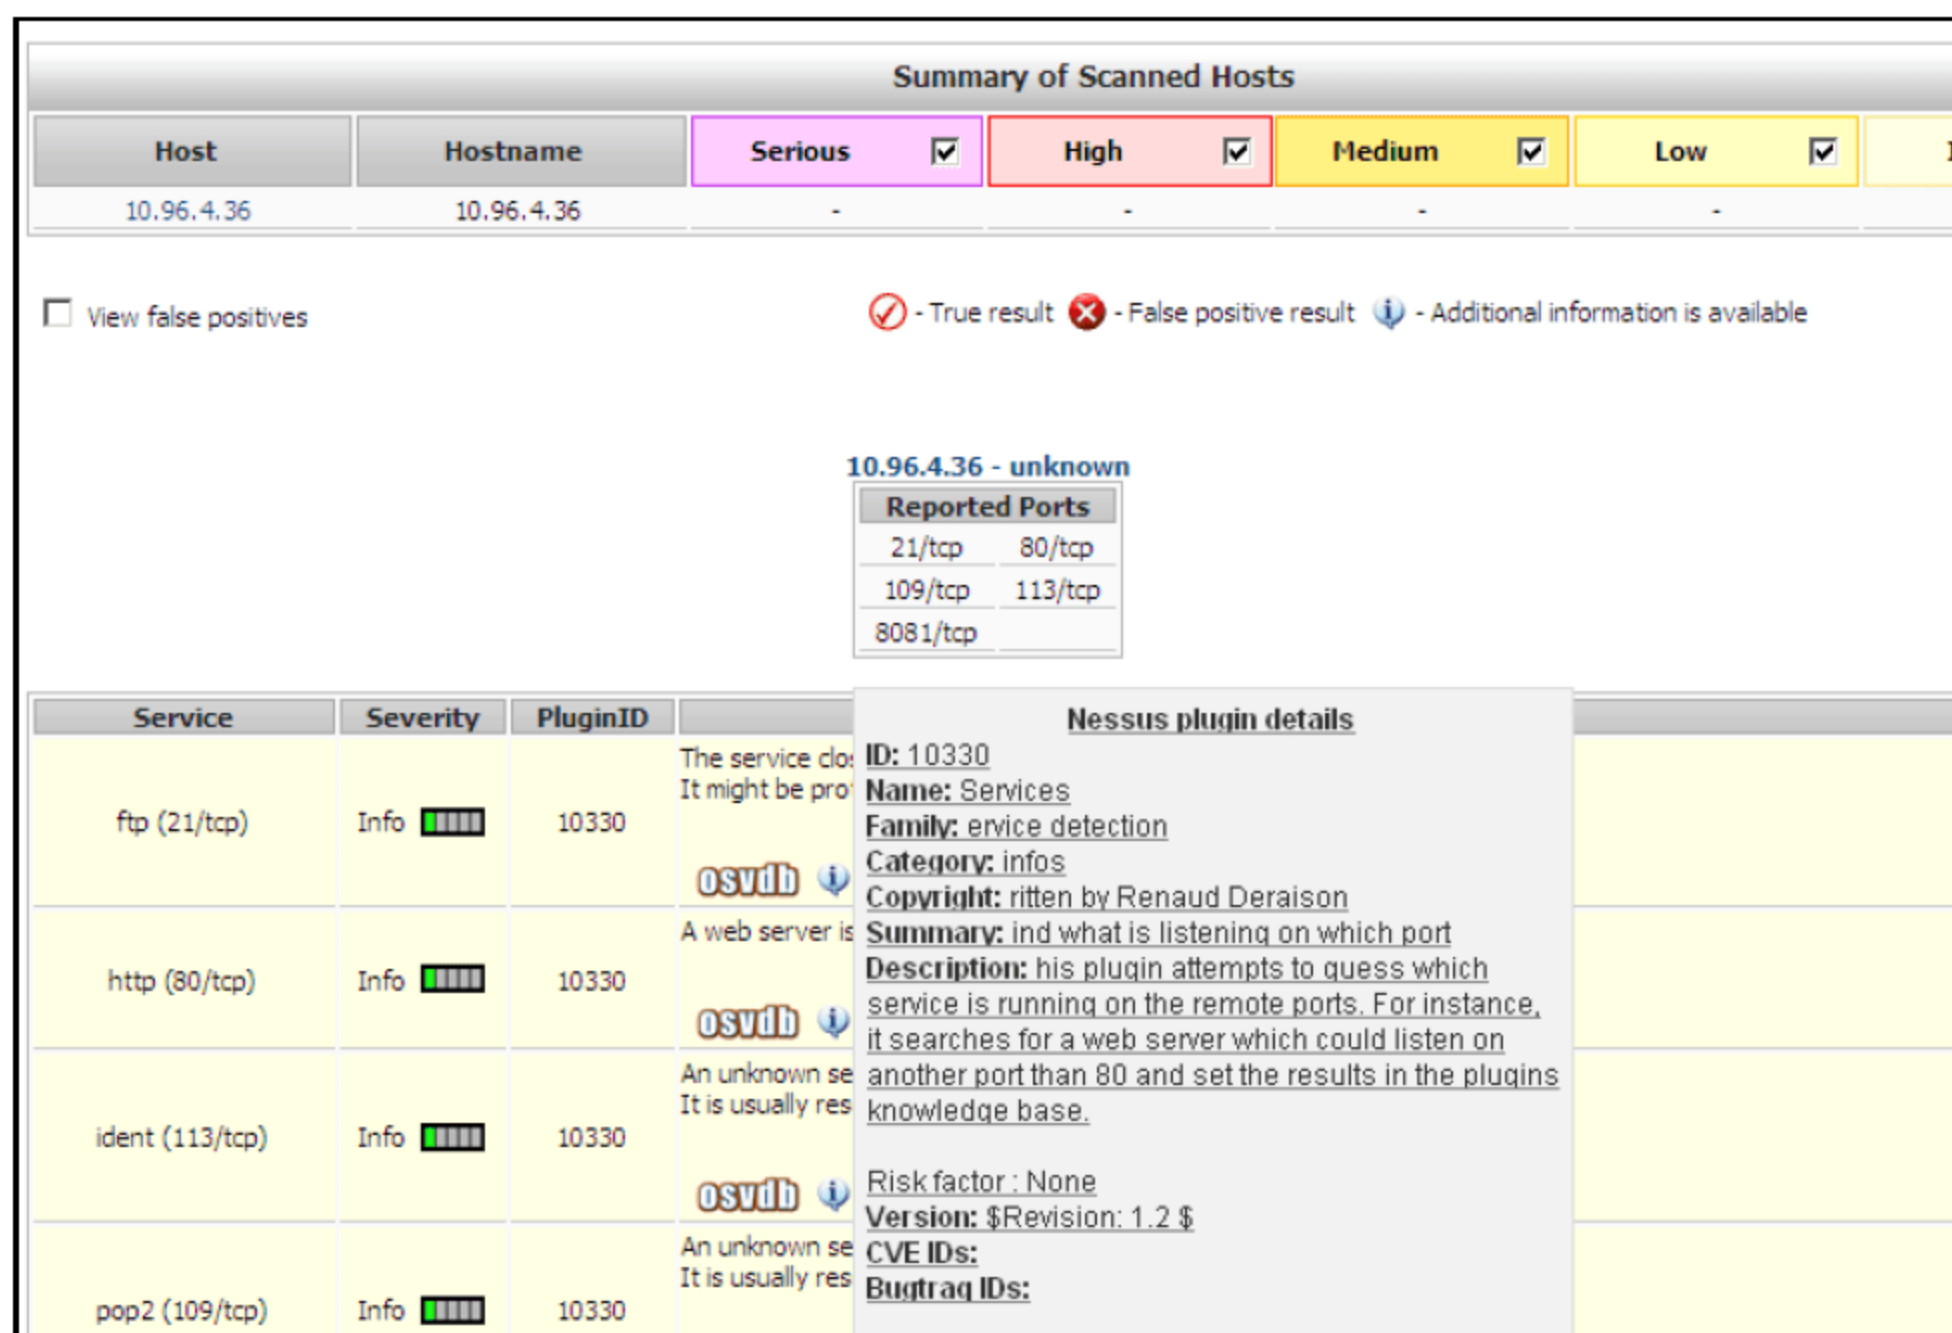 Summary of Scanned Hosts
Host Hostname Serious High Medium Low
10.96.4.36 10.96.4.36 - - - -
View false positives - True result - False positive result - Additional information is available
10.96.4.36 - unknown
Reported Ports
21/tcp 80/tcp
109/tcp 113/tcp
8081/tcp
Service Severity PluginID
ftp (21/tcp) Info 10330
The service clo
It might be pro
osvdb
http (80/tcp) Info 10330
A web server is
osvdb
ident (113/tcp) Info 10330
An unknown se
It is usually res
osvdb
pop2 (109/tcp) Info 10330
An unknown se
It is usually res
Nessus plugin details
ID: 10330
Name: Services
Family: ervice detection
Category: infos
Copyright: ritten by Renaud Deraison
Summary: ind what is listening on which port
Description: his plugin attempts to guess which
service is running on the remote ports. For instance,
it searches for a web server which could listen on
another port than 80 and set the results in the plugins
knowledge base.
Risk factor : None
Version: $Revision: 1.2 $
CVE IDs:
Bugtraq IDs: